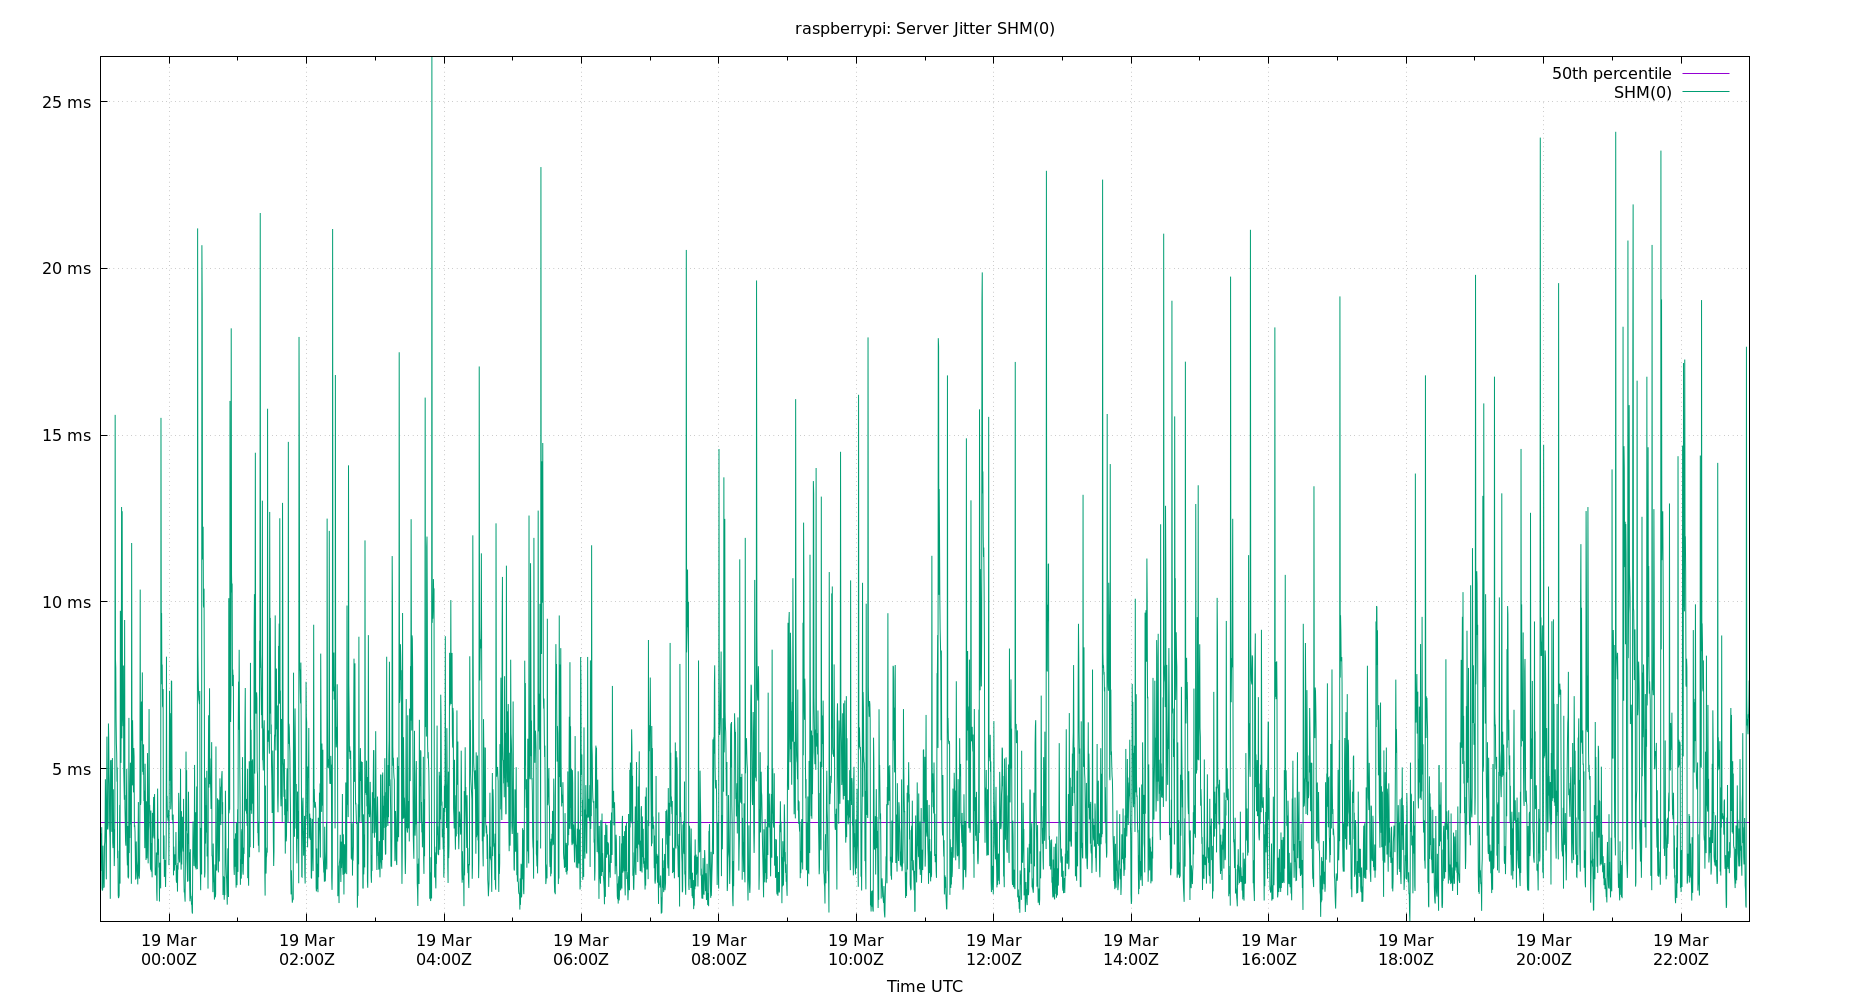 raspberrypi: Server Jitter SHM(0)
50th percentile
SHM(0)
25 ms
20 ms
15 ms
10 ms
5 ms
19 Mar 19 Mar 19 Mar 19 Mar 19 Mar 19 Mar 19 Mar 19 Mar 19 Mar 19 Mar 19 Mar 19 Mar
00:00Z 02:00Z 04:00Z 06:00Z 08:00Z 10:00Z 12:00Z 14:00Z 16:00Z 18:00Z 20:00Z 22:00Z
Time UTC